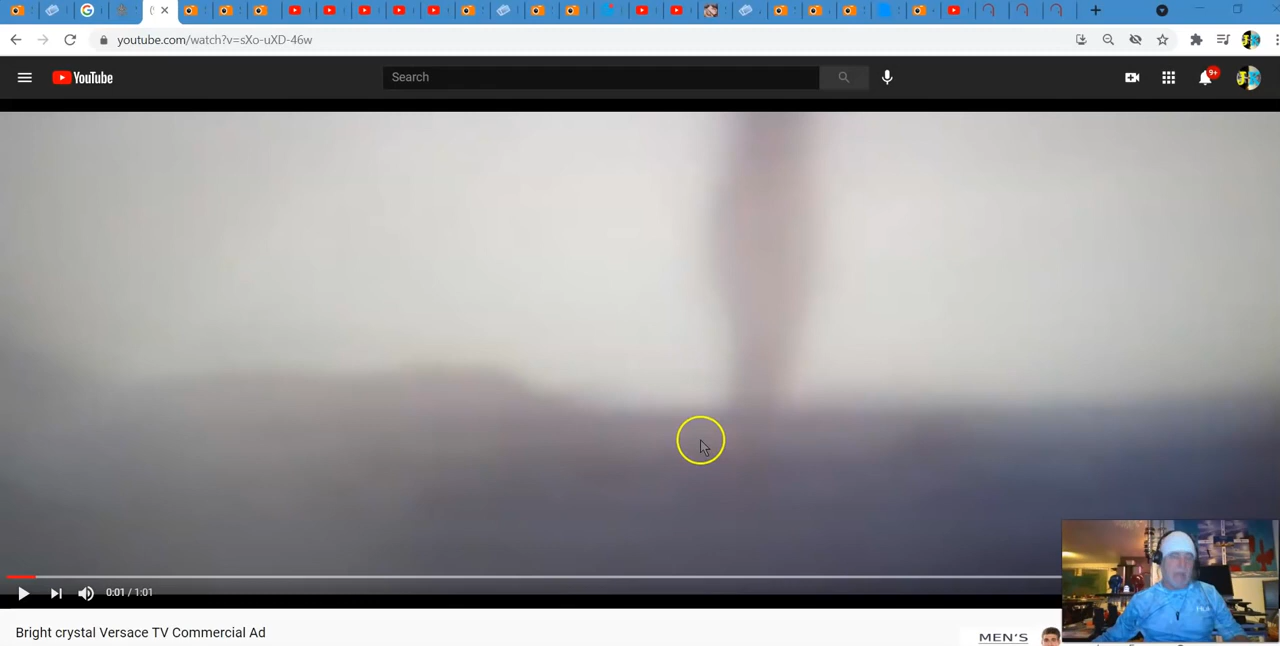 youtube.com/watch?v=sXo-uXD-46w
YouTube
Search
9+
0:01 / 1:01
Bright crystal Versace TV Commercial Ad
MEN'S